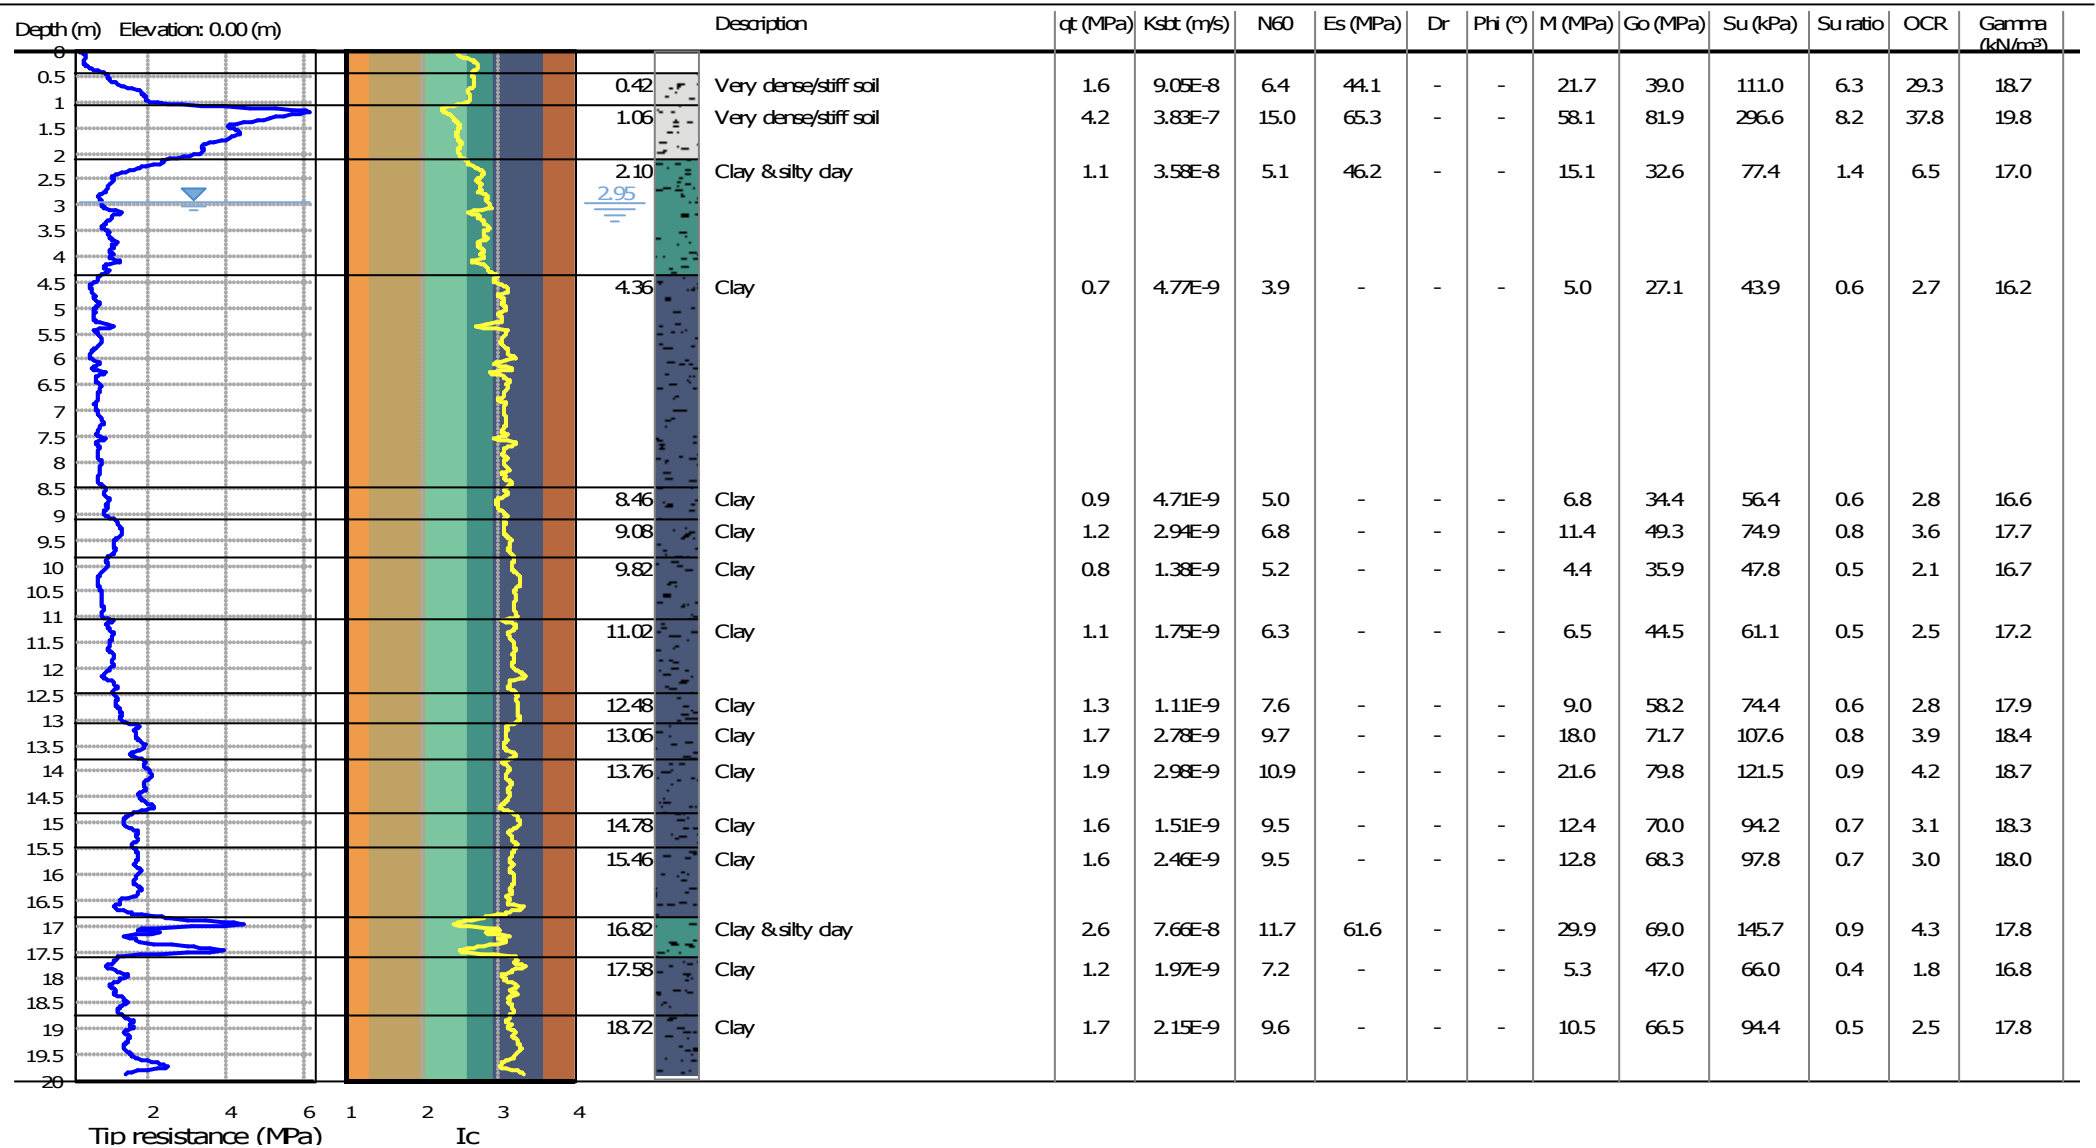 Depth (m) Elevation: 0.00 (m) Description qt (MPa) Ksbt (m/s) N60 Es (MPa) Dr Phi (°) M (MPa) Go (MPa) Su (kPa) Su ratio OCR Gamma (kN/m³)
0
0.5
0.42 Very dense/stiff soil 1.6 9.05E-8 6.4 44.1 - - 21.7 39.0 111.0 6.3 29.3 18.7
1
1.06 Very dense/stiff soil 4.2 3.83E-7 15.0 65.3 - - 58.1 81.9 296.6 8.2 37.8 19.8
1.5
2
2.10 Clay & silty clay 1.1 3.58E-8 5.1 46.2 - - 15.1 32.6 77.4 1.4 6.5 17.0
2.5
2.95
3
3.5
4
4.5
4.36 Clay 0.7 4.77E-9 3.9 - - - 5.0 27.1 43.9 0.6 2.7 16.2
5
5.5
6
6.5
7
7.5
8
8.5
8.46 Clay 0.9 4.71E-9 5.0 - - - 6.8 34.4 56.4 0.6 2.8 16.6
9
9.08 Clay 1.2 2.94E-9 6.8 - - - 11.4 49.3 74.9 0.8 3.6 17.7
9.5
10
9.82 Clay 0.8 1.38E-9 5.2 - - - 4.4 35.9 47.8 0.5 2.1 16.7
10.5
11
11.02 Clay 1.1 1.75E-9 6.3 - - - 6.5 44.5 61.1 0.5 2.5 17.2
11.5
12
12.5
12.48 Clay 1.3 1.11E-9 7.6 - - - 9.0 58.2 74.4 0.6 2.8 17.9
13
13.06 Clay 1.7 2.78E-9 9.7 - - - 18.0 71.7 107.6 0.8 3.9 18.4
13.5
14
13.76 Clay 1.9 2.98E-9 10.9 - - - 21.6 79.8 121.5 0.9 4.2 18.7
14.5
15
14.78 Clay 1.6 1.51E-9 9.5 - - - 12.4 70.0 94.2 0.7 3.1 18.3
15.5
15.46 Clay 1.6 2.46E-9 9.5 - - - 12.8 68.3 97.8 0.7 3.0 18.0
16
16.5
17
16.82 Clay & silty clay 2.6 7.66E-8 11.7 61.6 - - 29.9 69.0 145.7 0.9 4.3 17.8
17.5
17.58 Clay 1.2 1.97E-9 7.2 - - - 5.3 47.0 66.0 0.4 1.8 16.8
18
18.5
19
18.72 Clay 1.7 2.15E-9 9.6 - - - 10.5 66.5 94.4 0.5 2.5 17.8
19.5
20
2 4 6 1 2 3 4
Tip resistance (MPa) Ic